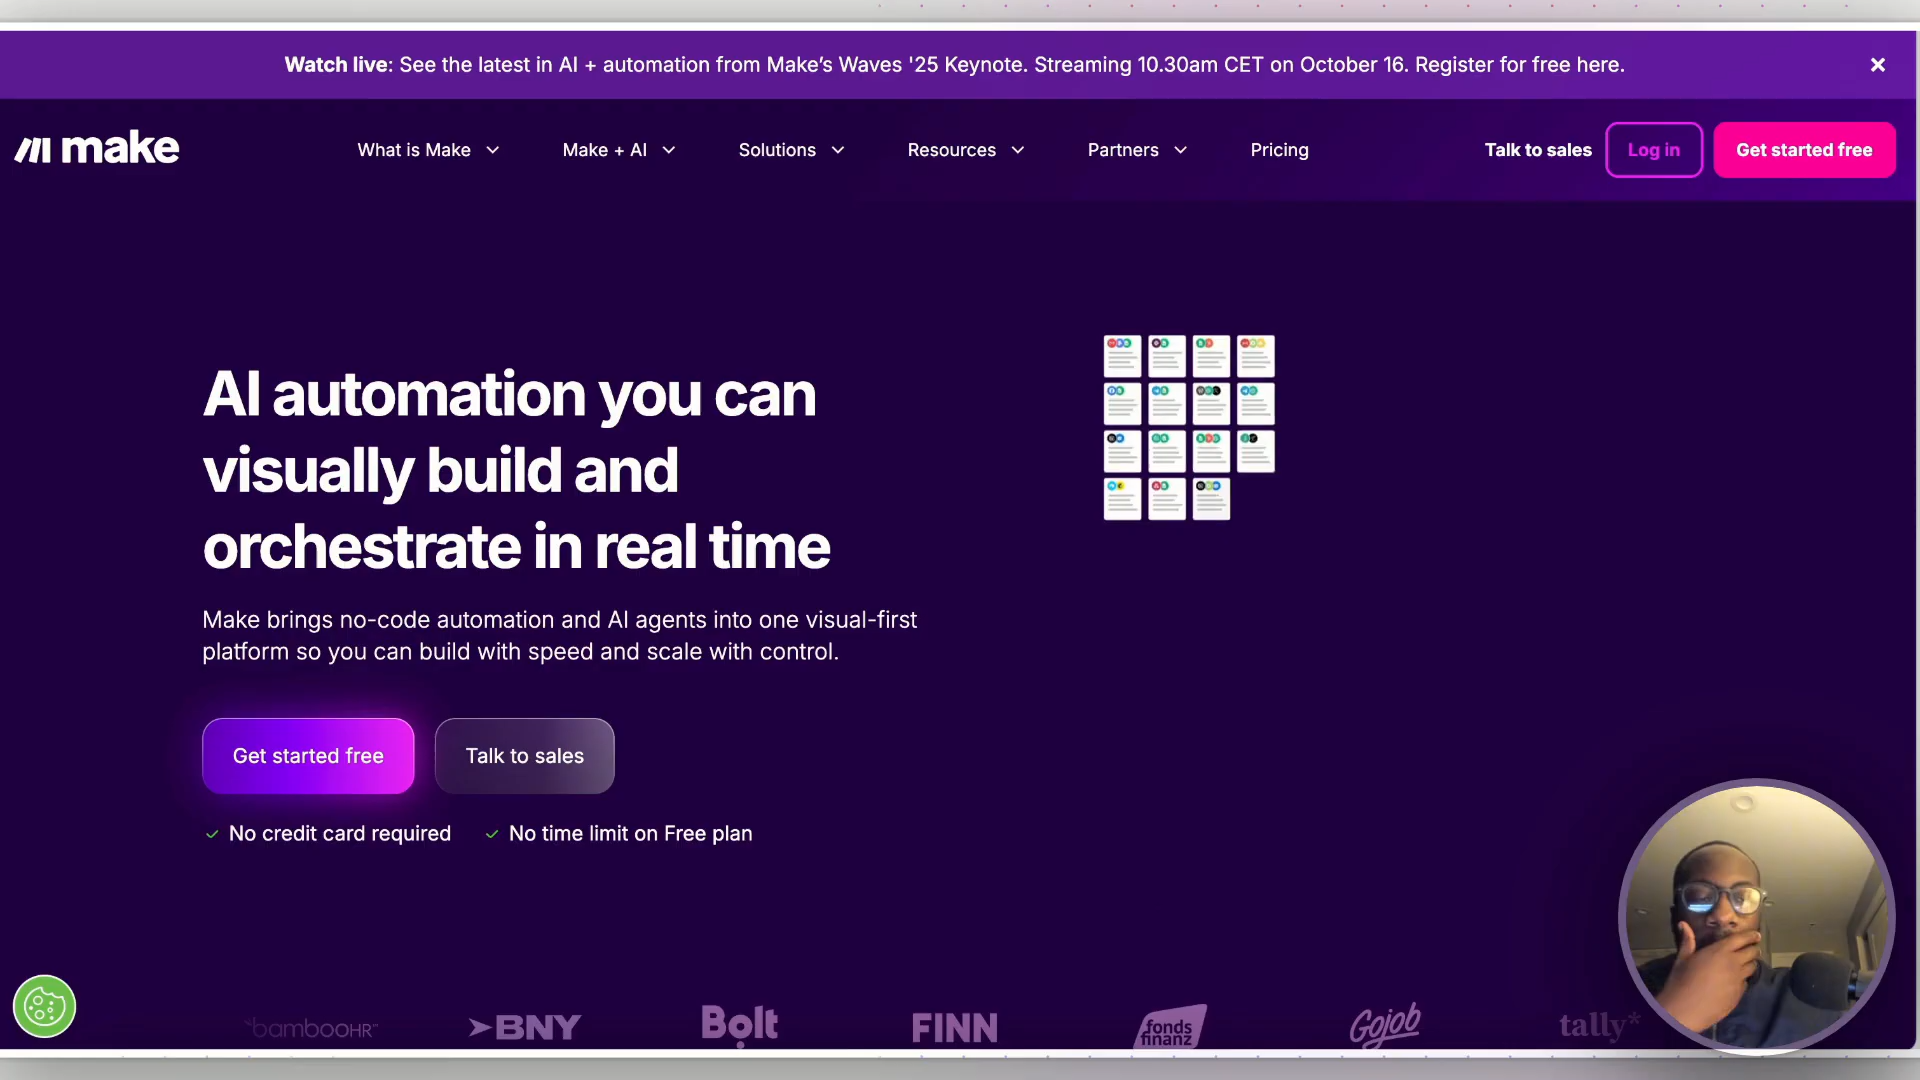 Watch live: See the latest in AI + automation from Make's Waves '25 Keynote. Streaming 10.30am CET on October 16. Register for free here.
make
What is Make
Make + AI
Solutions
Resources
Partners
Pricing
Talk to sales
Log in
Get started free
AI automation you can
visually build and
orchestrate in real time
Make brings no-code automation and AI agents into one visual-first
platform so you can build with speed and scale with control.
Get started free
Talk to sales
No credit card required
No time limit on Free plan
bambooHR
BNY
Bolt
FINN
fonds
finanz
Gojob
tally*